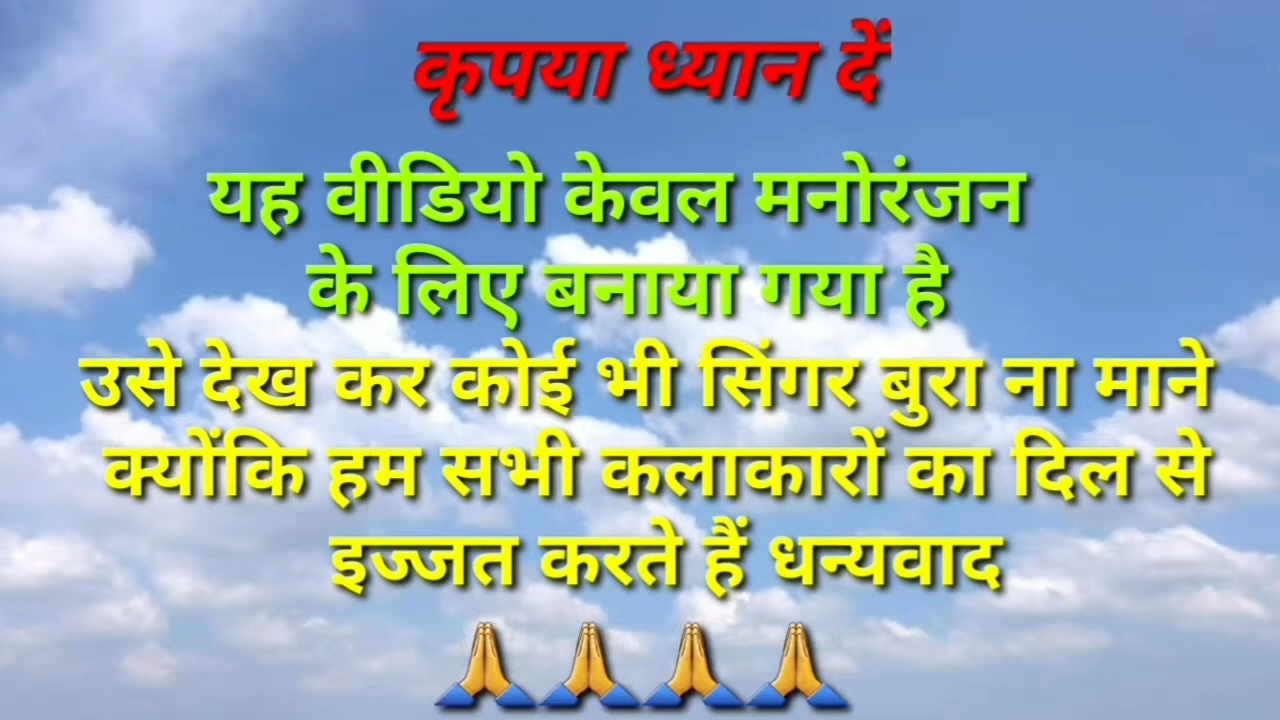 कृपया ध्यान दें
यह वीडियो केवल मनोरंजन
के लिए बनाया गया है
उसे देख कर कोई भी सिंगर बुरा ना माने
क्योंकि हम सभी कलाकारों का दिल से
इज्जत करते हैं धन्यवाद
🙏🙏🙏🙏